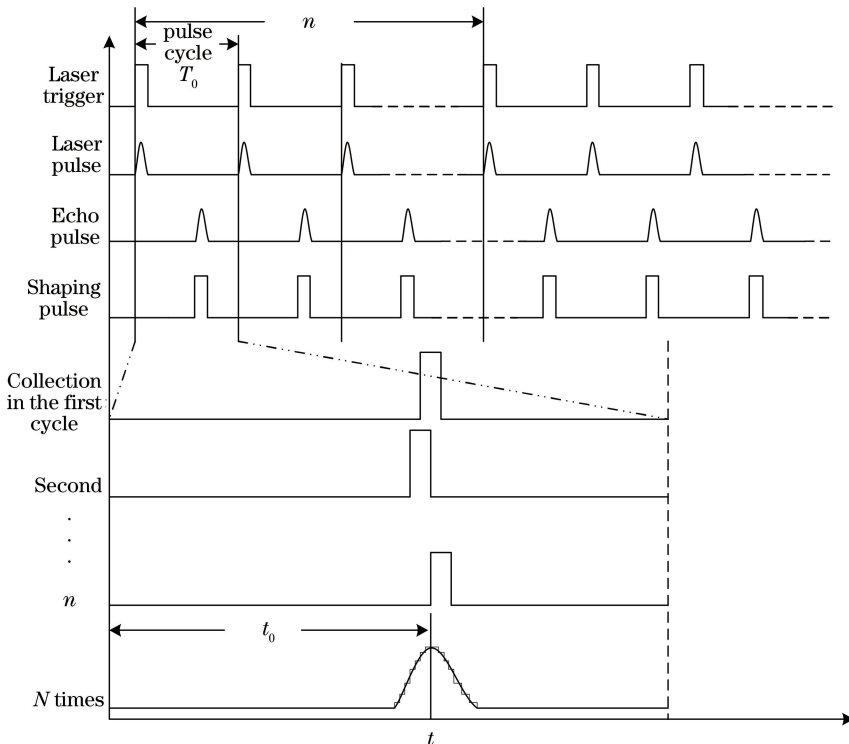 n
pulse
cycle
T₀
Laser
trigger
Laser
pulse
Echo
pulse
Shaping
pulse
Collection
in the first
cycle
Second
.
.
.
n
t₀
N times
t